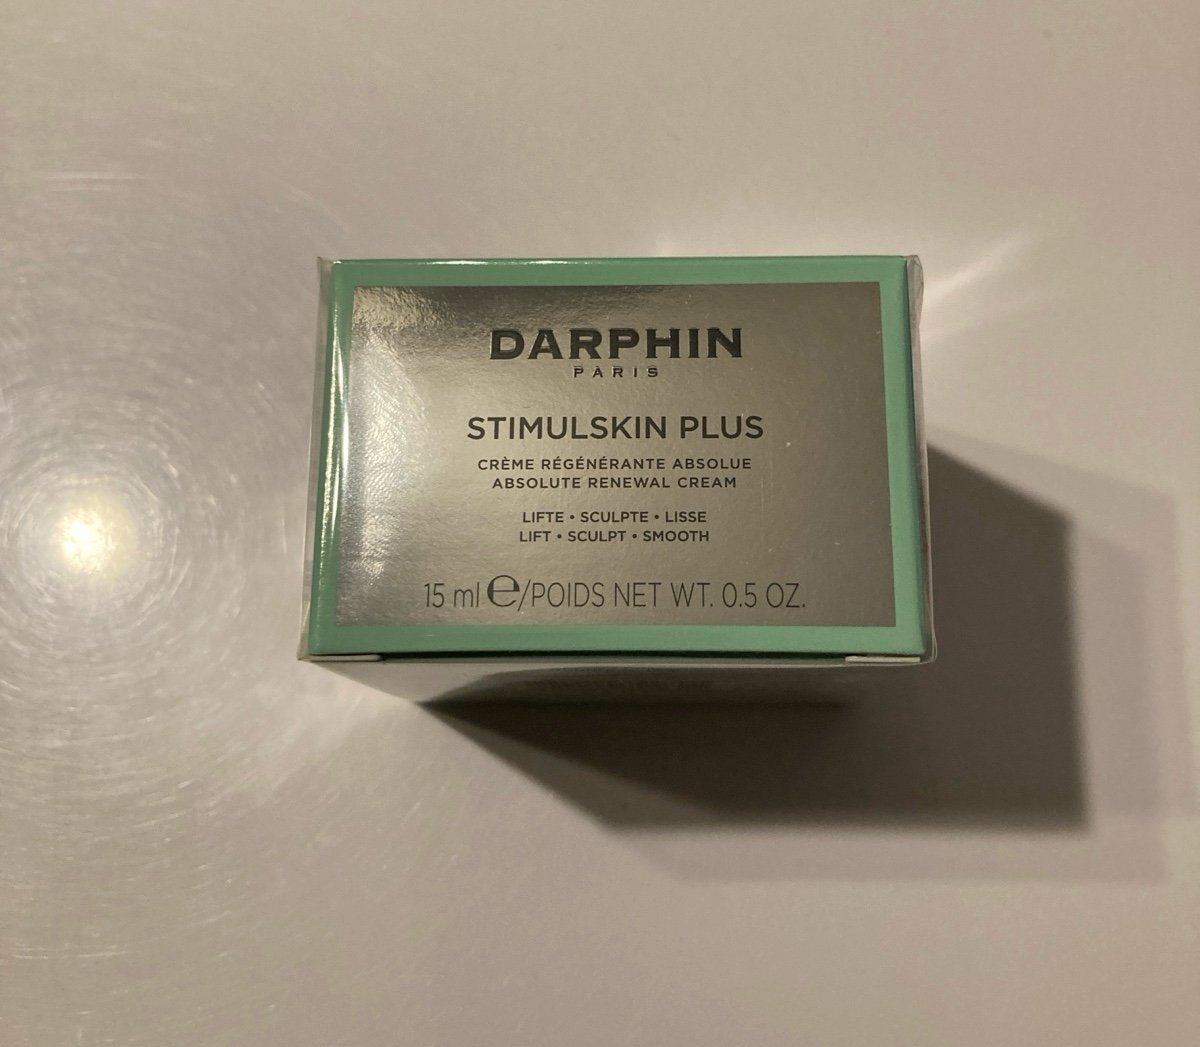 DARPHIN
PARIS
STIMULSKIN PLUS
CRÈME RÉGÉNÉRANTE ABSOLUE
ABSOLUTE RENEWAL CREAM
LIFTE • SCULPTE • LISSE
LIFT • SCULPT • SMOOTH
15 ml ℮/POIDS NET WT. 0.5 OZ.